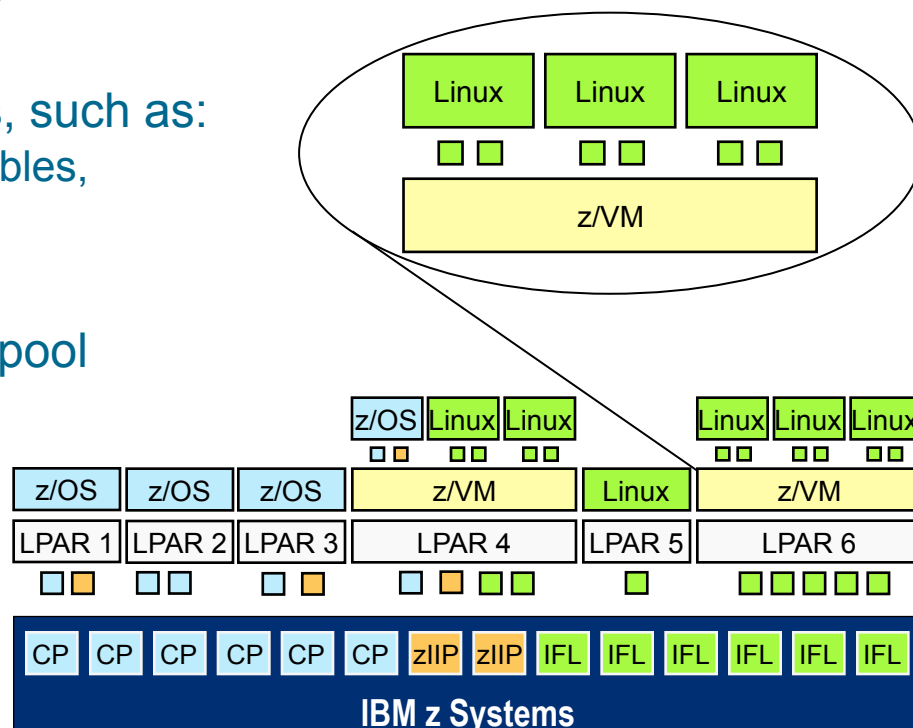 Linux Linux Linux
, such as:
z/VM
pool
z/OS Linux Linux Linux Linux Linux
z/OS z/OS z/OS z/VM Linux z/VM
LPAR 1 LPAR 2 LPAR 3 LPAR 4 LPAR 5 LPAR 6
CP CP CP CP CP CP zIIP zIIP IFL IFL IFL IFL IFL IFL
IBM z Systems